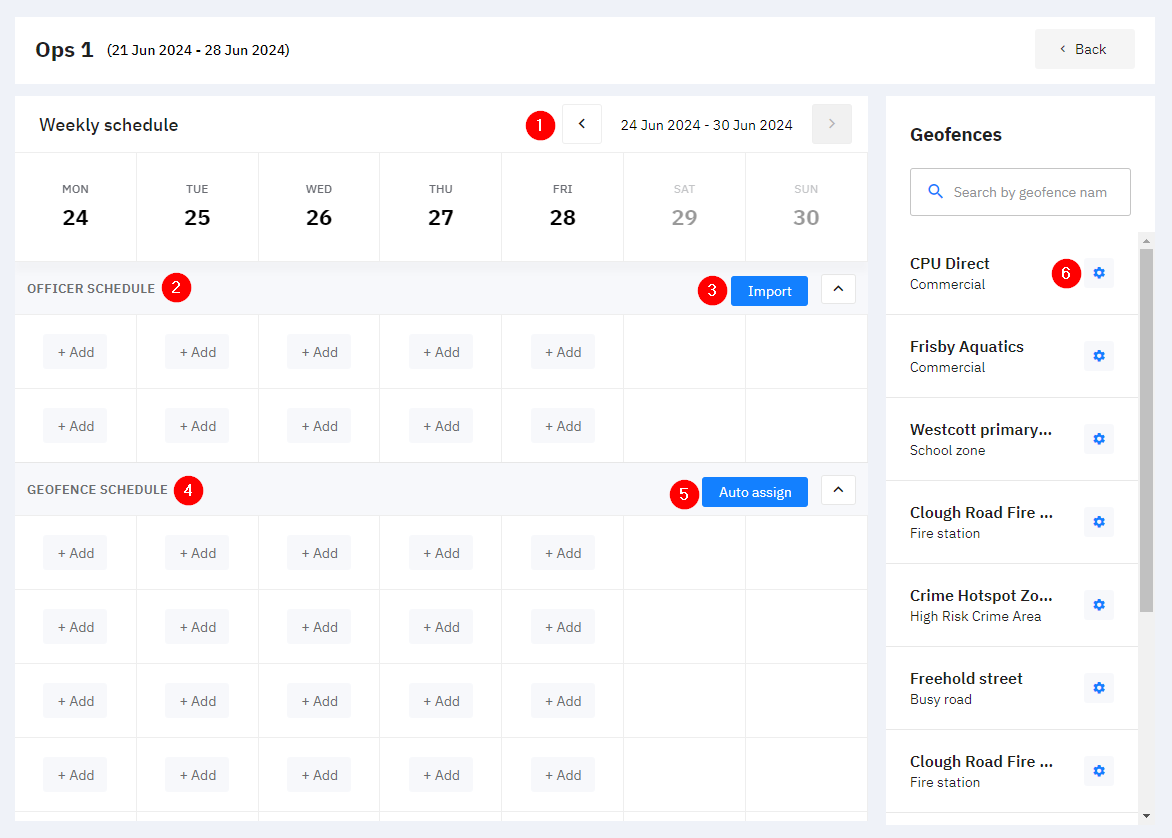 Ops 1 (21 Jun 2024 - 28 Jun 2024)
Back
Weekly schedule
1
24 Jun 2024 - 30 Jun 2024
MON TUE WED THU FRI SAT SUN
24 25 26 27 28 29 30
OFFICER SCHEDULE 2
3 Import
+ Add + Add + Add + Add + Add
+ Add + Add + Add + Add + Add
GEOFENCE SCHEDULE 4
5 Auto assign
+ Add + Add + Add + Add + Add
+ Add + Add + Add + Add + Add
+ Add + Add + Add + Add + Add
+ Add + Add + Add + Add + Add
Geofences
Search by geofence nam
CPU Direct
Commercial
6
Frisby Aquatics
Commercial
Westcott primary...
School zone
Clough Road Fire ...
Fire station
Crime Hotspot Zo...
High Risk Crime Area
Freehold street
Busy road
Clough Road Fire ...
Fire station